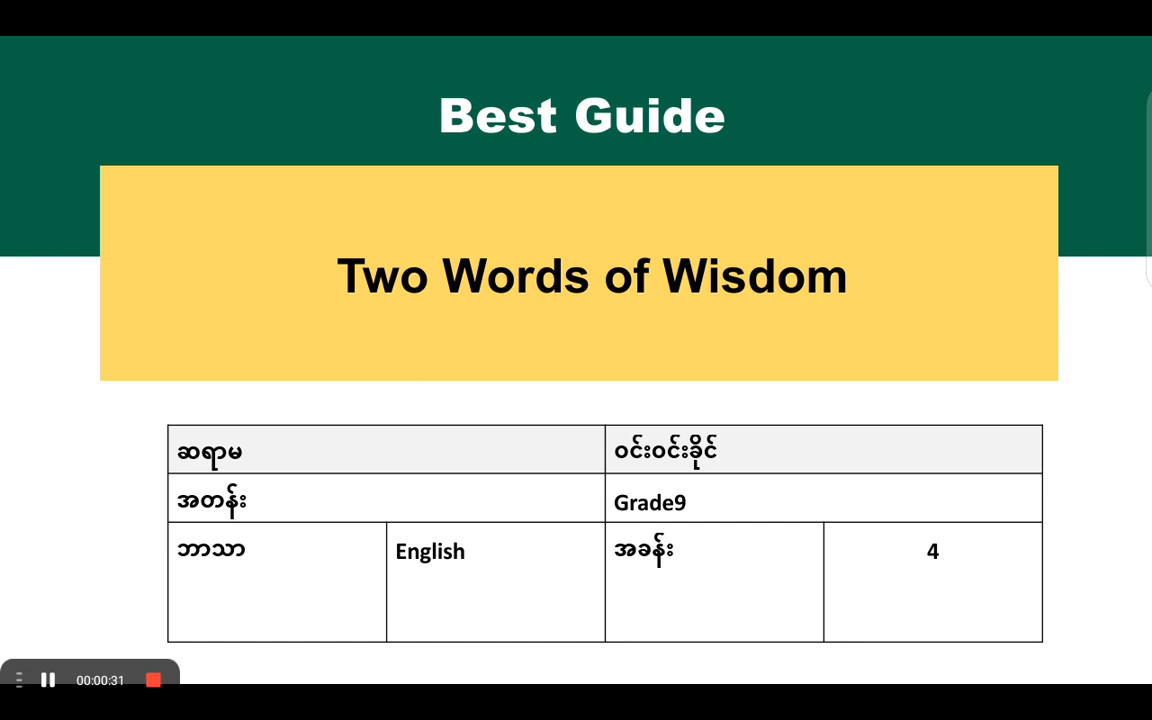 Best Guide
Two Words of Wisdom
ဆရာမ ဝင်းဝင်းခိုင်
အတန်း Grade9
ဘာသာ English အခန်း 4
00:00:31